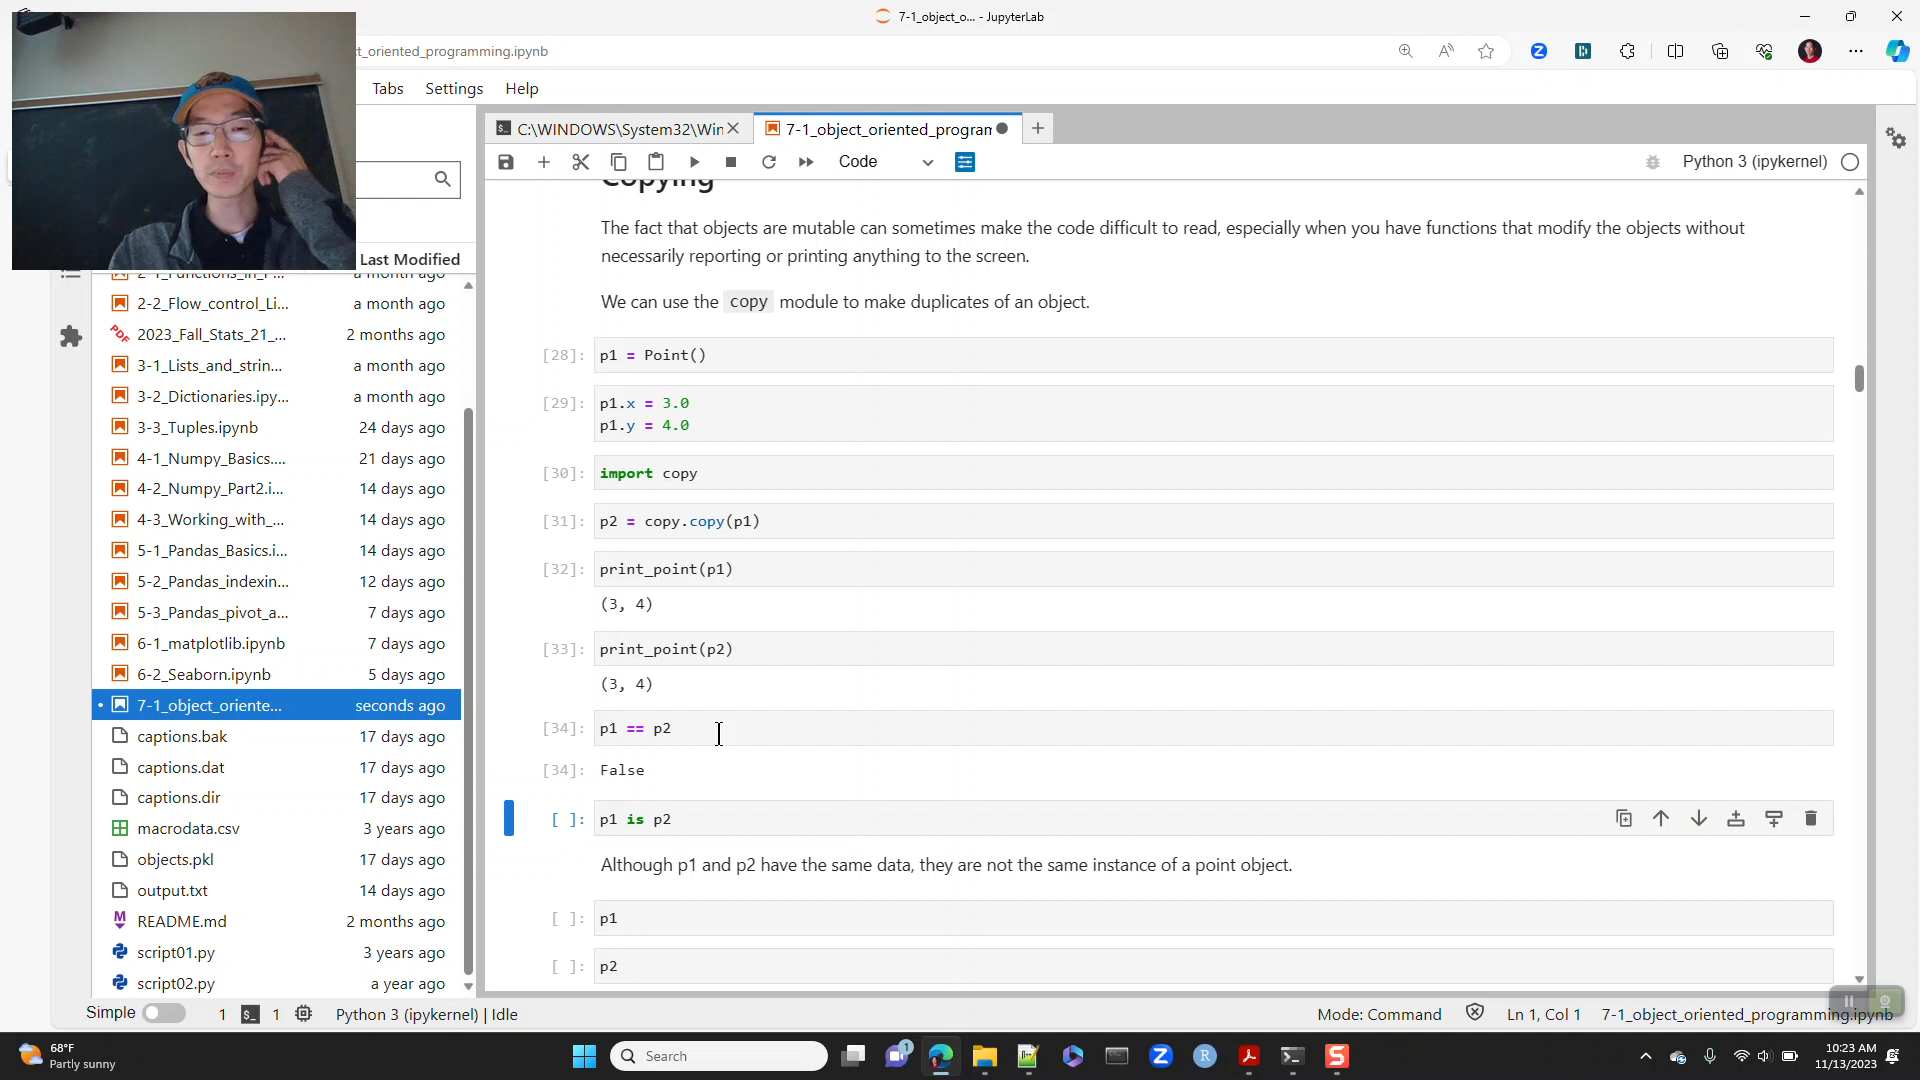 7-1_object_o... - JupyterLab
t_oriented_programming.ipynb
Tabs Settings Help
C:\WINDOWS\System32\Win
7-1_object_oriented_program
Code
Python 3 (ipykernel)
Last Modified
2-2_Flow_control_Li... a month ago
2023_Fall_Stats_21_... 2 months ago
3-1_Lists_and_strin... a month ago
3-2_Dictionaries.ipy... a month ago
3-3_Tuples.ipynb 24 days ago
4-1_Numpy_Basics.... 21 days ago
4-2_Numpy_Part2.i... 14 days ago
4-3_Working_with_... 14 days ago
5-1_Pandas_Basics.i... 14 days ago
5-2_Pandas_indexin... 12 days ago
5-3_Pandas_pivot_a... 7 days ago
6-1_matplotlib.ipynb 7 days ago
6-2_Seaborn.ipynb 5 days ago
7-1_object_oriente... seconds ago
captions.bak 17 days ago
captions.dat 17 days ago
captions.dir 17 days ago
macrodata.csv 3 years ago
objects.pkl 17 days ago
output.txt 14 days ago
README.md 2 months ago
script01.py 3 years ago
script02.py a year ago
Copying
The fact that objects are mutable can sometimes make the code difficult to read, especially when you have functions that modify the objects without
necessarily reporting or printing anything to the screen.
We can use the copy module to make duplicates of an object.
[28]: p1 = Point()
[29]: p1.x = 3.0
p1.y = 4.0
[30]: import copy
[31]: p2 = copy.copy(p1)
[32]: print_point(p1)
(3, 4)
[33]: print_point(p2)
(3, 4)
[34]: p1 == p2
[34]: False
[ ]: p1 is p2
Although p1 and p2 have the same data, they are not the same instance of a point object.
[ ]: p1
[ ]: p2
Simple 1 1 Python 3 (ipykernel) | Idle
Mode: Command Ln 1, Col 1 7-1_object_oriented_programming.ipynb
68°F
Partly sunny
Search
10:23 AM
11/13/2023